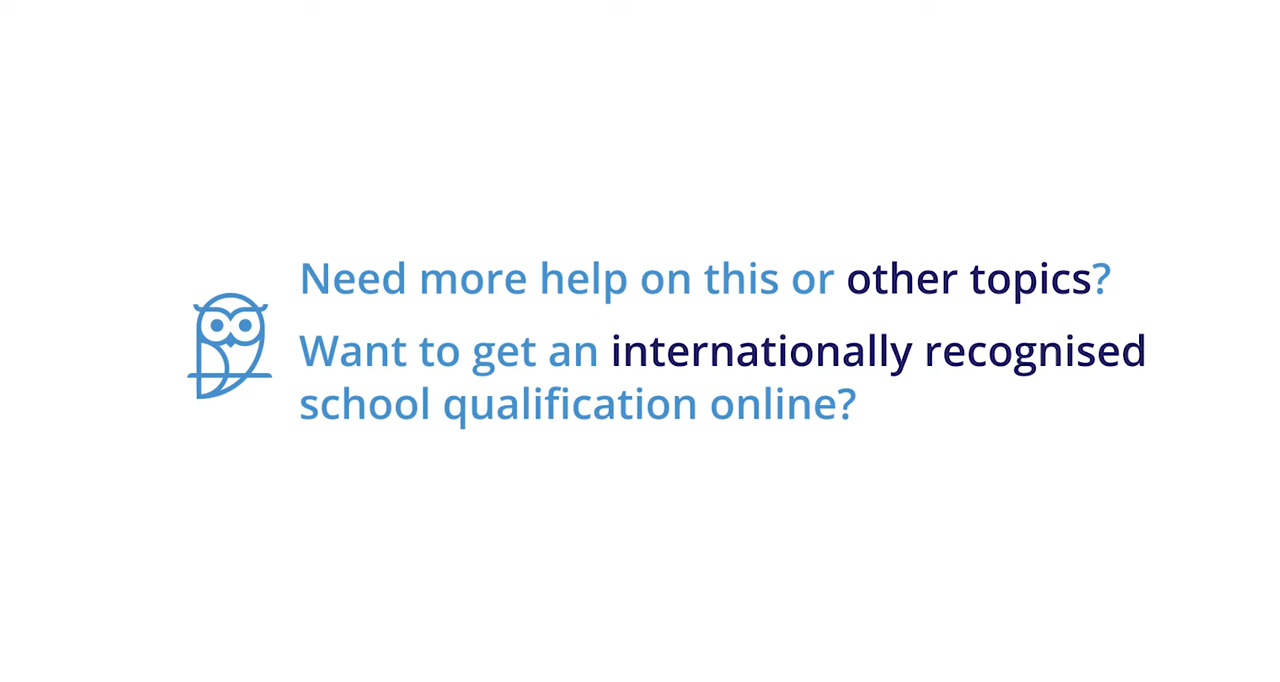 Need more help on this or other topics?
Want to get an internationally recognised
school qualification online?